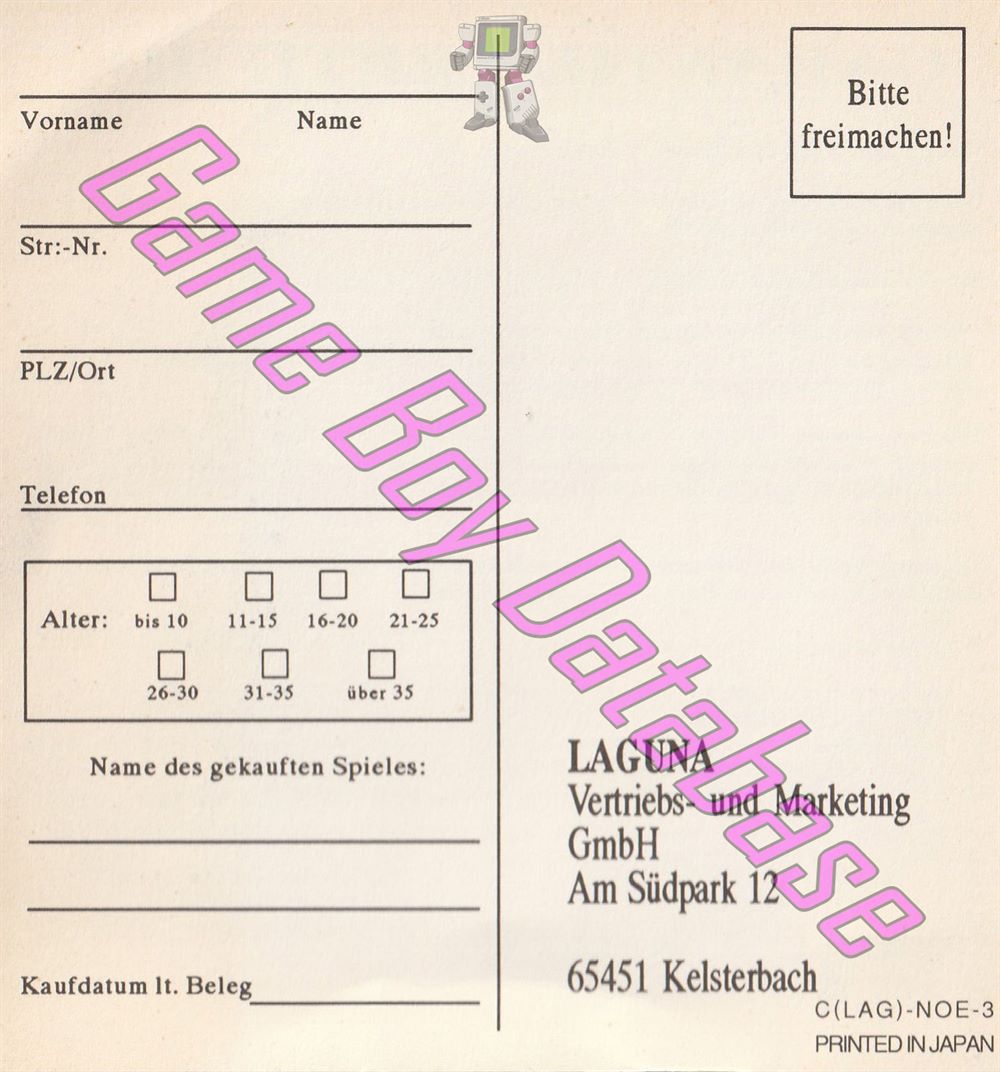 Vorname Name
Str:-Nr.
PLZ/Ort
Telefon
Alter: bis 10 11-15 16-20 21-25
26-30 31-35 über 35
Name des gekauften Spieles:
Kaufdatum lt. Beleg
Bitte
freimachen!
LAGUNA
Vertriebs- und Marketing
GmbH
Am Südpark 12
65451 Kelsterbach
C(LAG)-NOE-3
PRINTED IN JAPAN
Game Boy Database